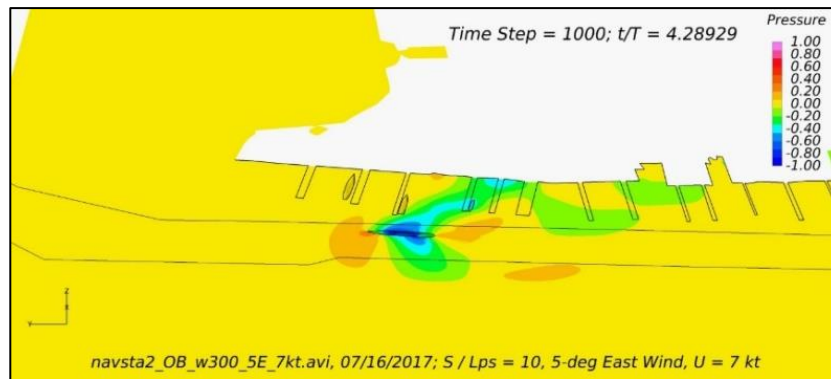 Time Step = 1000; t/T = 4.28929
Pressure
1.00
0.80
0.60
0.40
0.20
0.00
-0.20
-0.40
-0.60
-0.80
-1.00
Z
Y
navsta2_OB_w300_5E_7kt.avi, 07/16/2017; S / Lps = 10, 5-deg East Wind, U = 7 kt